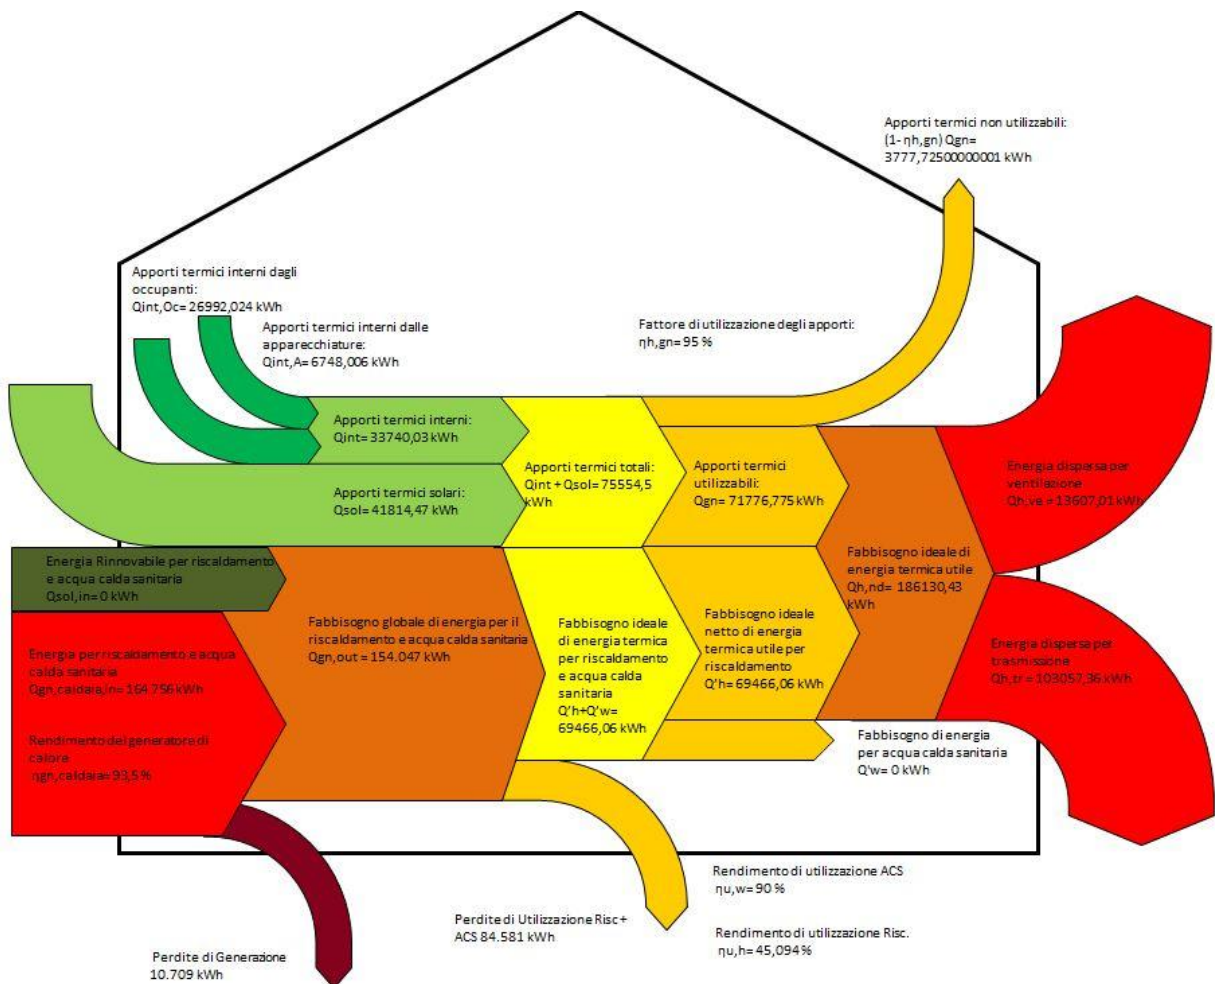 Apporti termici non utilizzabili:
(1- ηh,gn) Qgn=
3777,72500000001 kWh
Apporti termici interni dagli
occupanti:
Qint,Oc= 26992,024 kWh
Apporti termici interni dalle
apparecchiature:
Qint,A= 6748,006 kWh
Fattore di utilizzazione degli apporti:
ηh,gn= 95 %
Apporti termici interni:
Qint= 33740,03 kWh
Apporti termici solari:
Qsol= 41814,47 kWh
Apporti termici totali:
Qint + Qsol= 75554,5
kWh
Apporti termici
utilizzabili:
Qgn= 71776,775 kWh
Energia dispersa per
ventilazione
Qh,ve = 13607,01 kWh
Energia Rinnovabile per riscaldamento
e acqua calda sanitaria
Qsol,in= 0 kWh
Fabbisogno globale di energia per il
riscaldamento e acqua calda sanitaria
Qgn,out = 154.047 kWh
Fabbisogno ideale
di energia termica
per riscaldamento
e acqua calda
sanitaria
Q'h+Q'w=
69466,06 kWh
Fabbisogno ideale
netto di energia
termica utile per
riscaldamento
Q'h= 69466,06 kWh
Fabbisogno ideale di
energia termica utile
Qh,nd= 186130,43
kWh
Energia dispersa per
trasmissione
Qh,tr = 103057,36 kWh
Energia per riscaldamento e acqua
calda sanitaria
Qgn,caldaia,in= 164.756 kWh
Rendimento del generatore di
calore
ηgn,caldaia= 93,5 %
Fabbisogno di energia
per acqua calda sanitaria
Q'w= 0 kWh
Rendimento di utilizzazione ACS
ηu,w= 90 %
Perdite di Utilizzazione Risc +
ACS 84.581 kWh
Rendimento di utilizzazione Risc.
ηu,h= 45,094 %
Perdite di Generazione
10.709 kWh